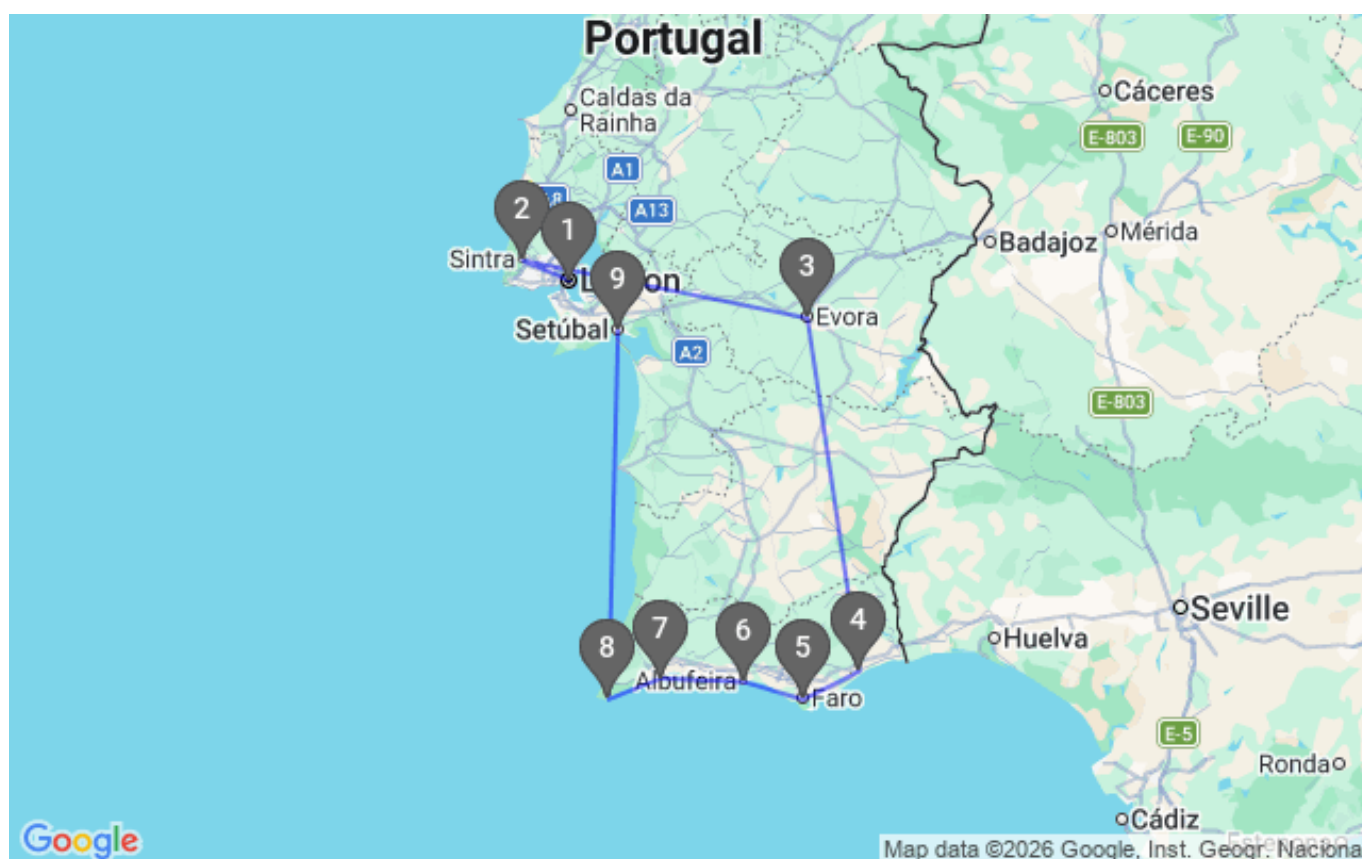 Portugal
Caldas da
Rainha
Cáceres
E-803
E-90
A1
A13
2
1
Sintra
9
3
Badajoz
Mérida
Evora
Setúbal
A2
E-803
Seville
Huelva
4
5
6
7
8
Albufeira
Faro
E-5
Ronda
Cádiz
Google
Map data ©2026 Google, Inst. Geogr. Naciona